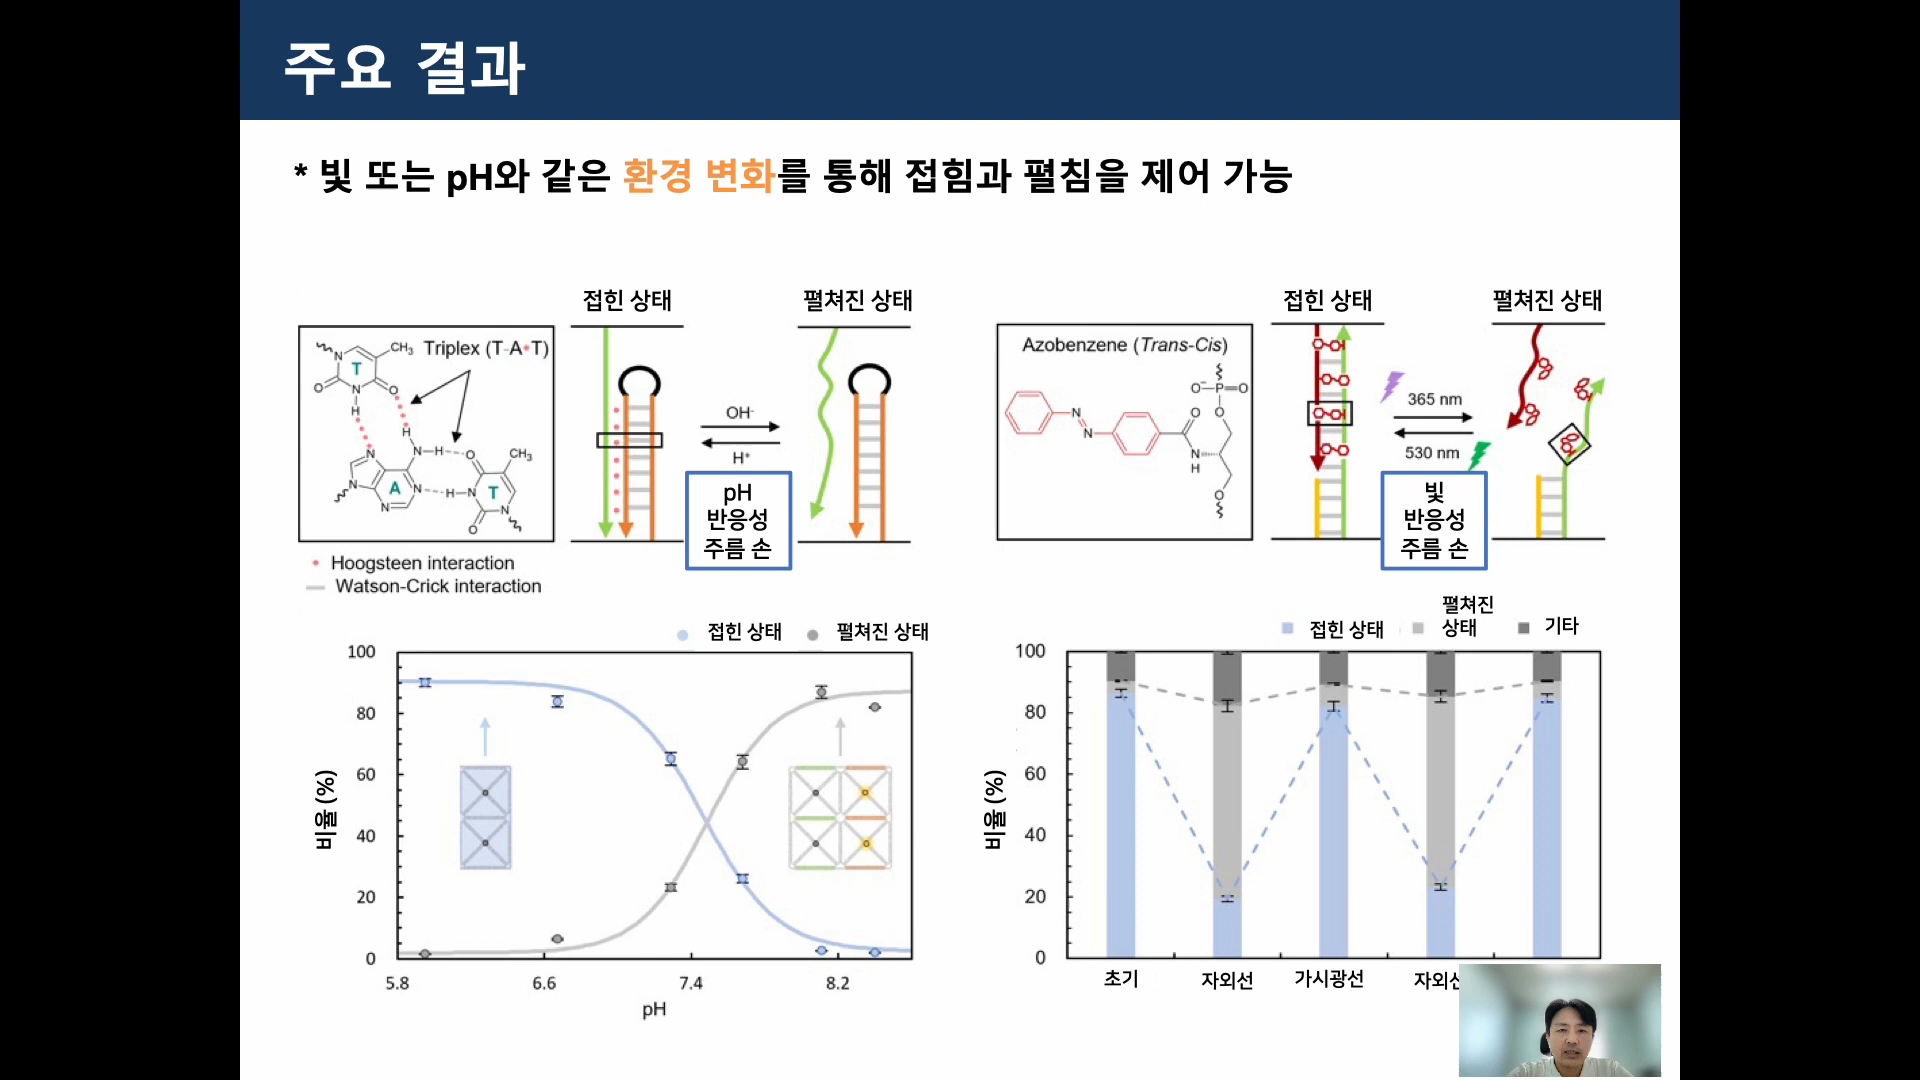 주요 결과
* 빛 또는 pH와 같은 환경 변화를 통해 접힘과 펼침을 제어 가능
접힌 상태
펼쳐진 상태
Triplex (T-A*T)
CH₃
N
T
O
N
O
H
H
N
N-H
O
CH₃
N
A
N
H
N
T
N
O
N
OH⁻
H⁺
pH
반응성
주름 손
Hoogsteen interaction
Watson-Crick interaction
접힌 상태
펼쳐진 상태
Azobenzene (Trans-Cis)
O⁻
P
O
O
N
N
O
N
H
O
365 nm
530 nm
빛
반응성
주름 손
접힌 상태
펼쳐진 상태
100
80
60
40
20
0
비율 (%)
5.8
6.6
7.4
8.2
pH
접힌 상태
펼쳐진
상태
기타
100
80
60
40
20
0
비율 (%)
초기
자외선
가시광선